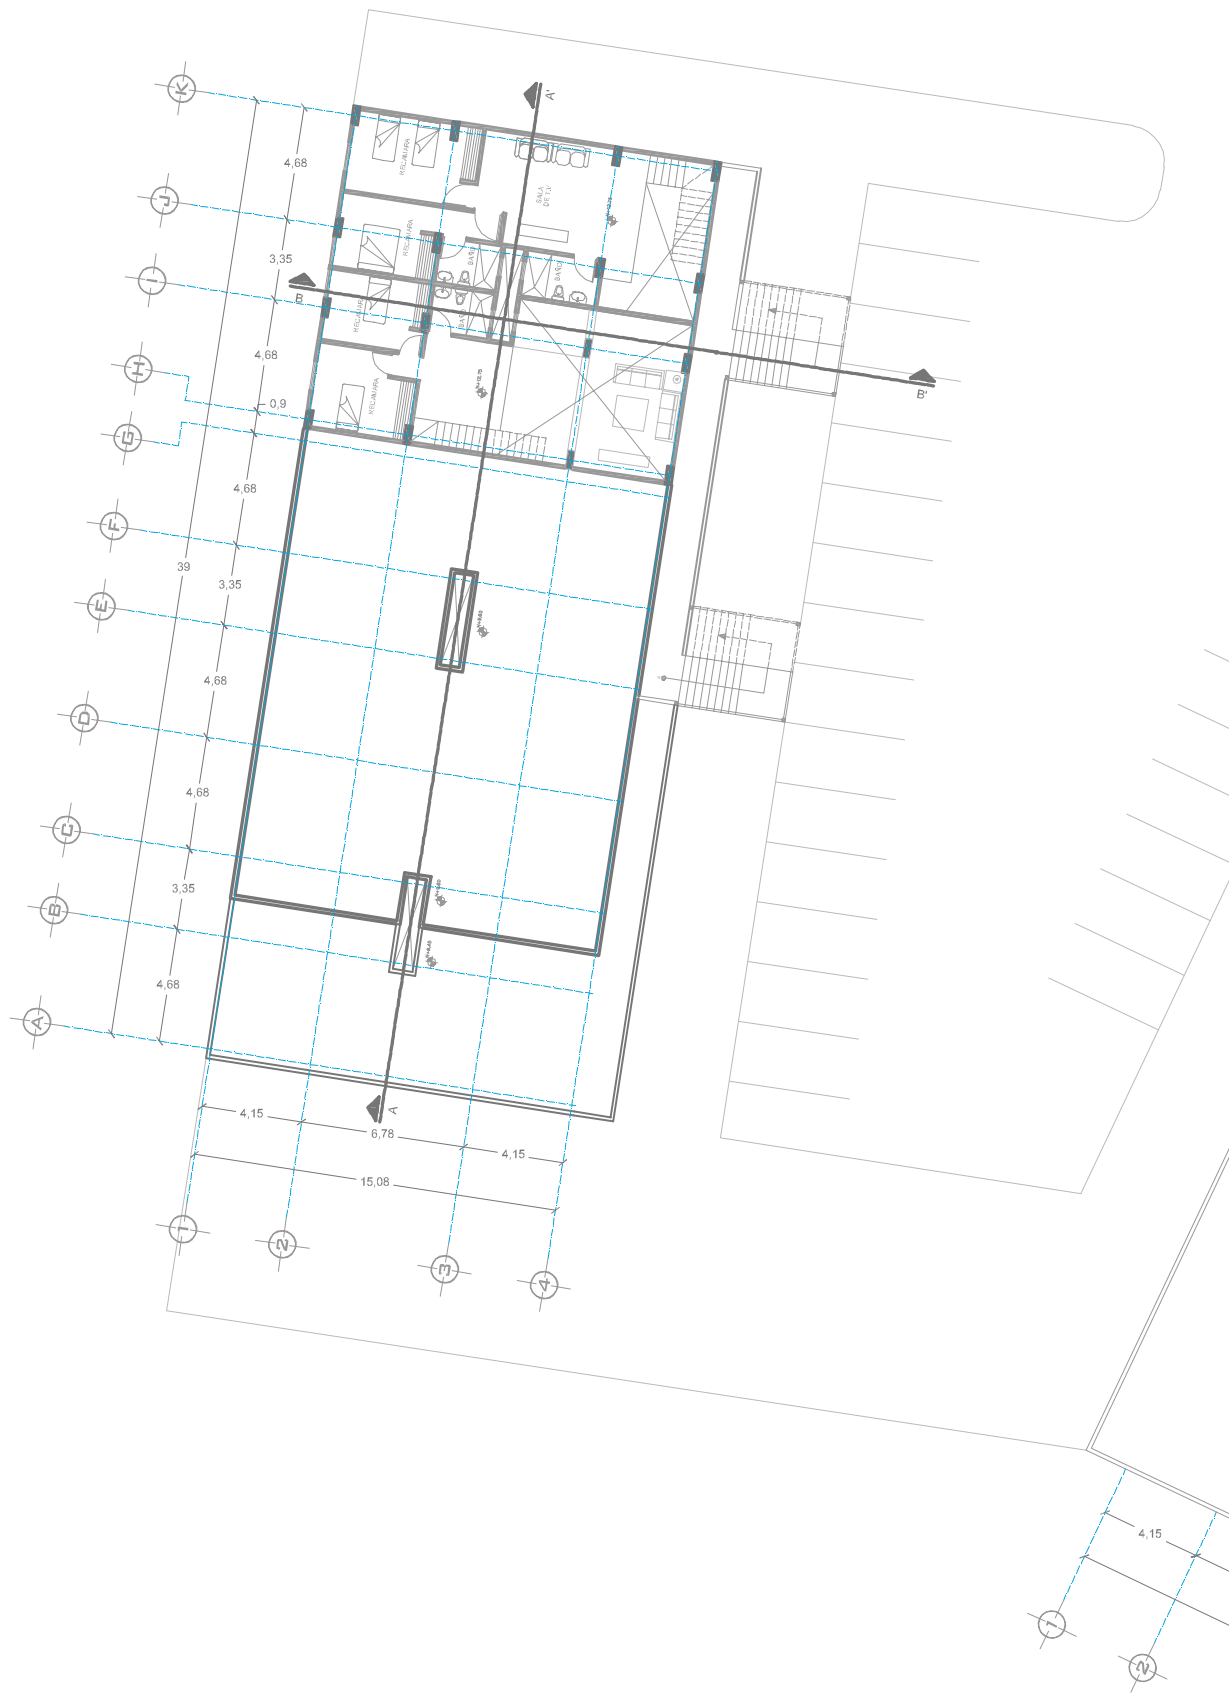 K
A'
4,68
RECAMARA
SALA
DE T.V
J
RECAMARA
3,35
BAÑO
BAÑO
I
B
RECAMARA
BAÑO
4,68
H
B'
RECAMARA
0,9
G
4,68
F
39
3,35
E
4,68
D
4,68
C
3,35
B
4,68
A
A
4,15
6,78
4,15
15,08
1
2
3
4
4,15
1
2